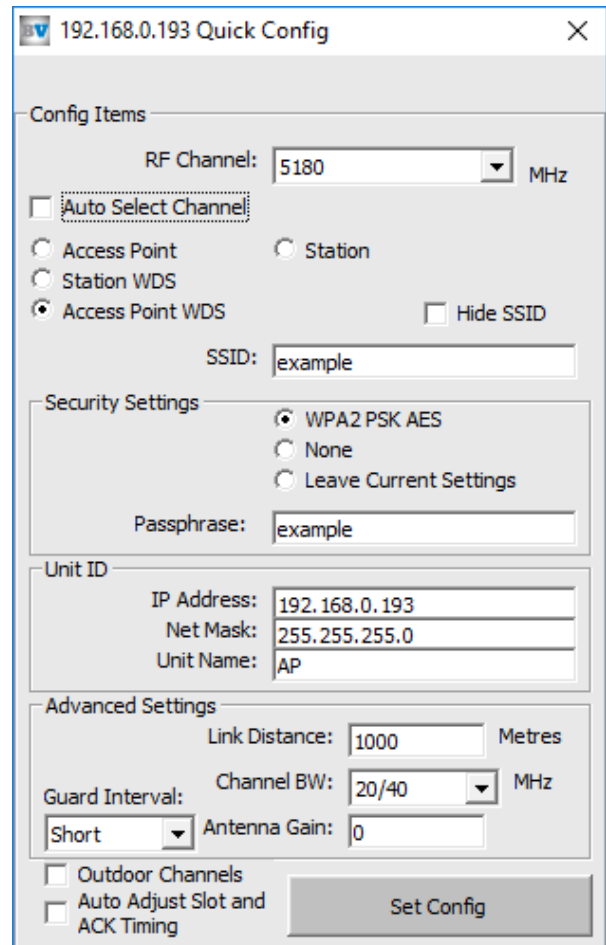 BV 192.168.0.193 Quick Config
Config Items
RF Channel: 5180 MHz
Auto Select Channel
Access Point Station
Station WDS
Access Point WDS Hide SSID
SSID: example
Security Settings
WPA2 PSK AES
None
Leave Current Settings
Passphrase: example
Unit ID
IP Address: 192.168.0.193
Net Mask: 255.255.255.0
Unit Name: AP
Advanced Settings
Link Distance: 1000 Metres
Channel BW: 20/40 MHz
Guard Interval:
Short Antenna Gain: 0
Outdoor Channels
Auto Adjust Slot and
ACK Timing
Set Config